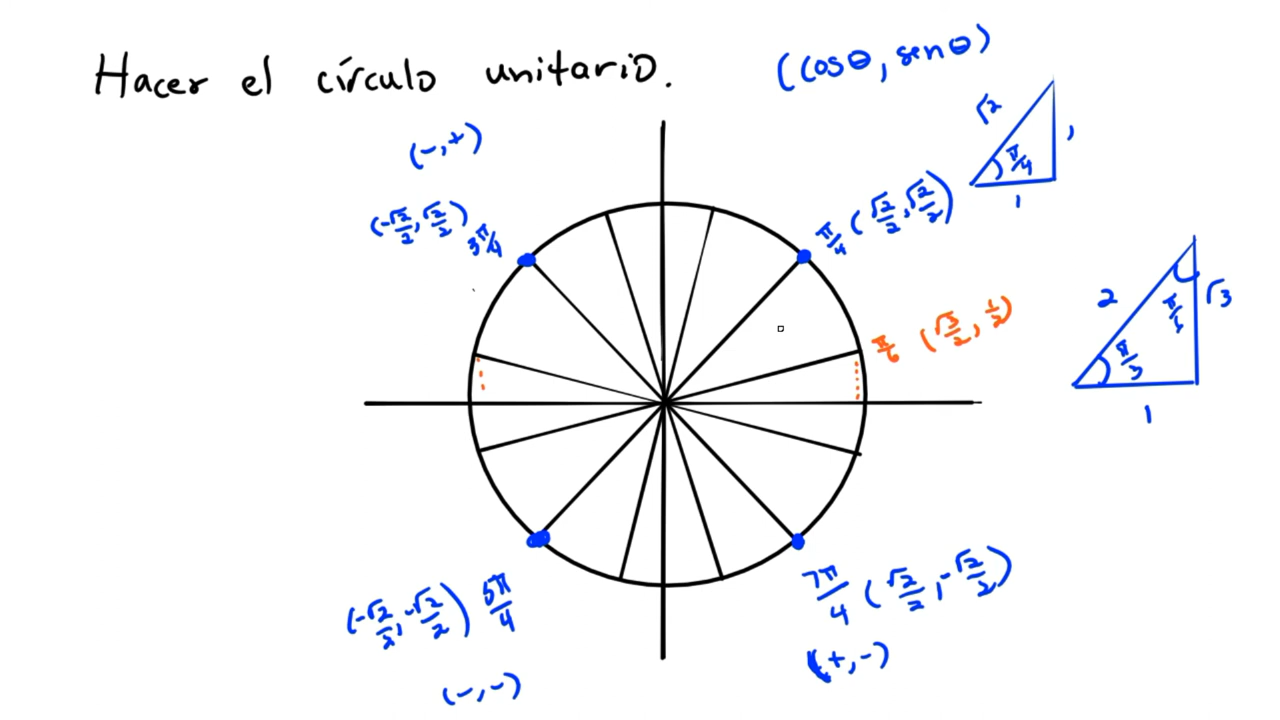 Hacer el círculo unitario.
(cosθ, senθ)
(-,+)
√2
π/4
1
1
(-√2/2, √2/2) 3π/4
π/4 (√2/2, √2/2)
2
√3
π/3
1
π/6 (√3/2, 1/2)
(-√2/2, -√2/2) 5π/4
7π/4 (√2/2, -√2/2)
(+,-)
(-,-)